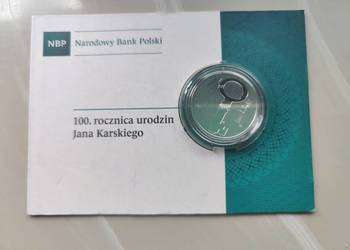 NBP Narodowy Bank Polski
100. rocznica urodzin
Jana Karskiego